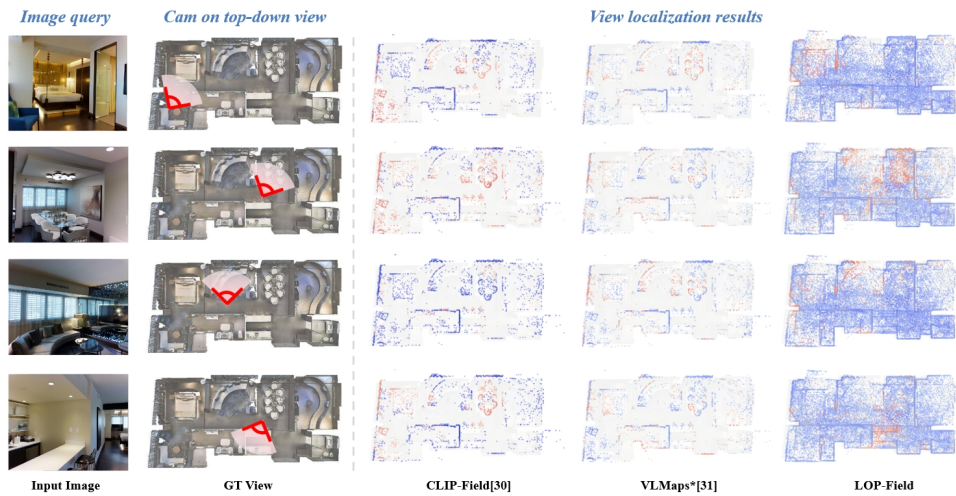 Image query
Cam on top-down view
View localization results
Input Image
GT View
CLIP-Field[30]
VLMaps*[31]
LOP-Field